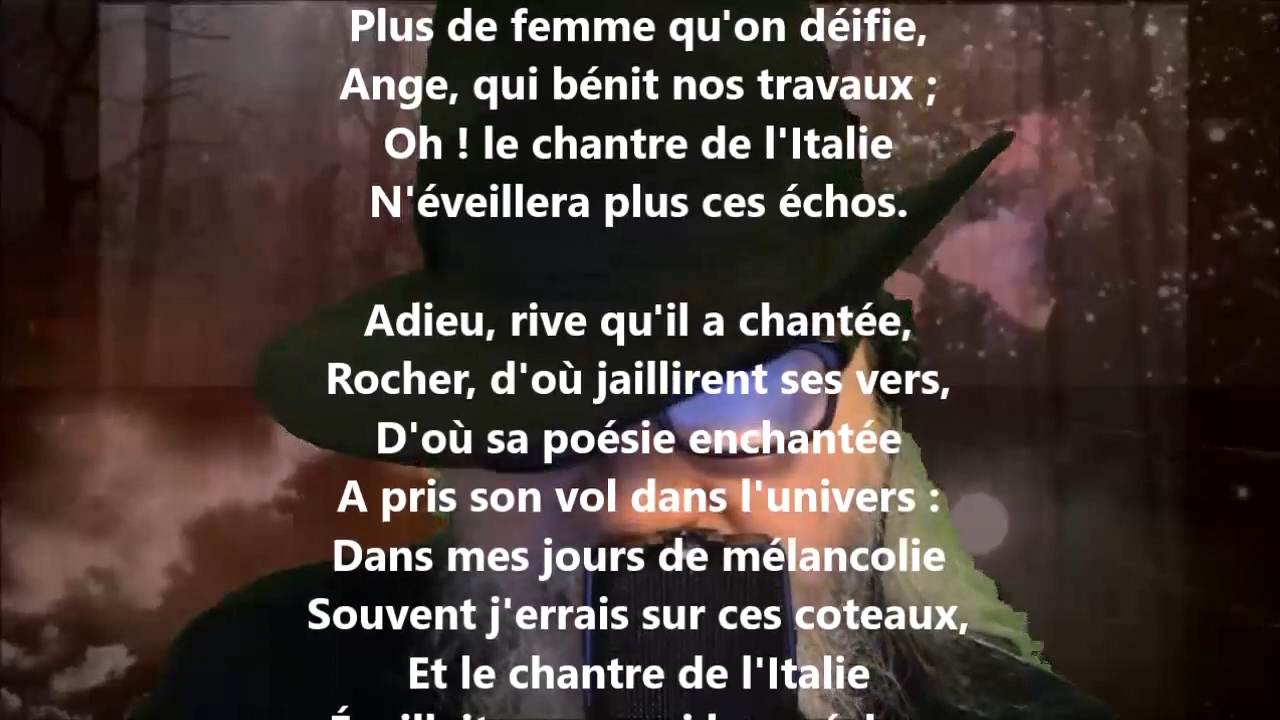 Plus de femme qu'on déifie,
Ange, qui bénit nos travaux ;
Oh ! le chantre de l'Italie
N'éveillera plus ces échos.
Adieu, rive qu'il a chantée,
Rocher, d'où jaillirent ses vers,
D'où sa poésie enchantée
A pris son vol dans l'univers :
Dans mes jours de mélancolie
Souvent j'errais sur ces coteaux,
Et le chantre de l'Italie